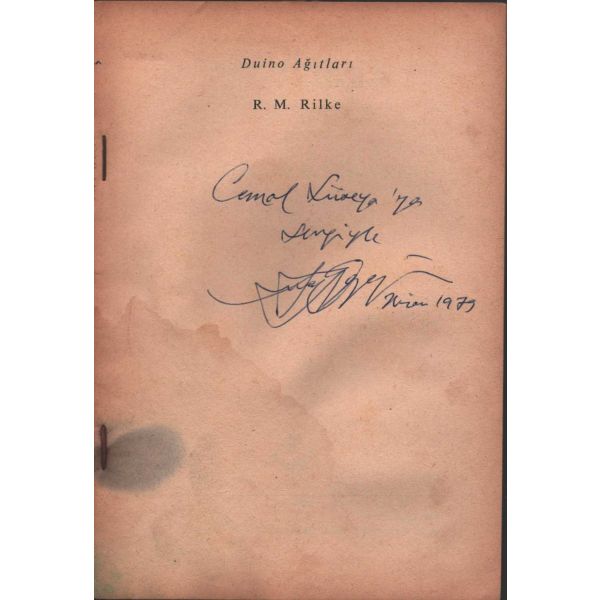 Duino Ağıtları
R. M. Rilke
Cemal Süreya'ya
sevgiyle
Nisan 1979